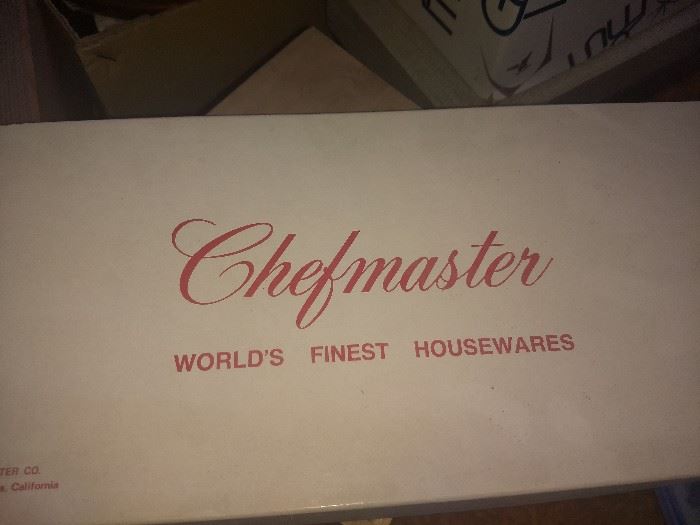 Chefmaster
WORLD'S FINEST HOUSEWARES
TER CO.
California